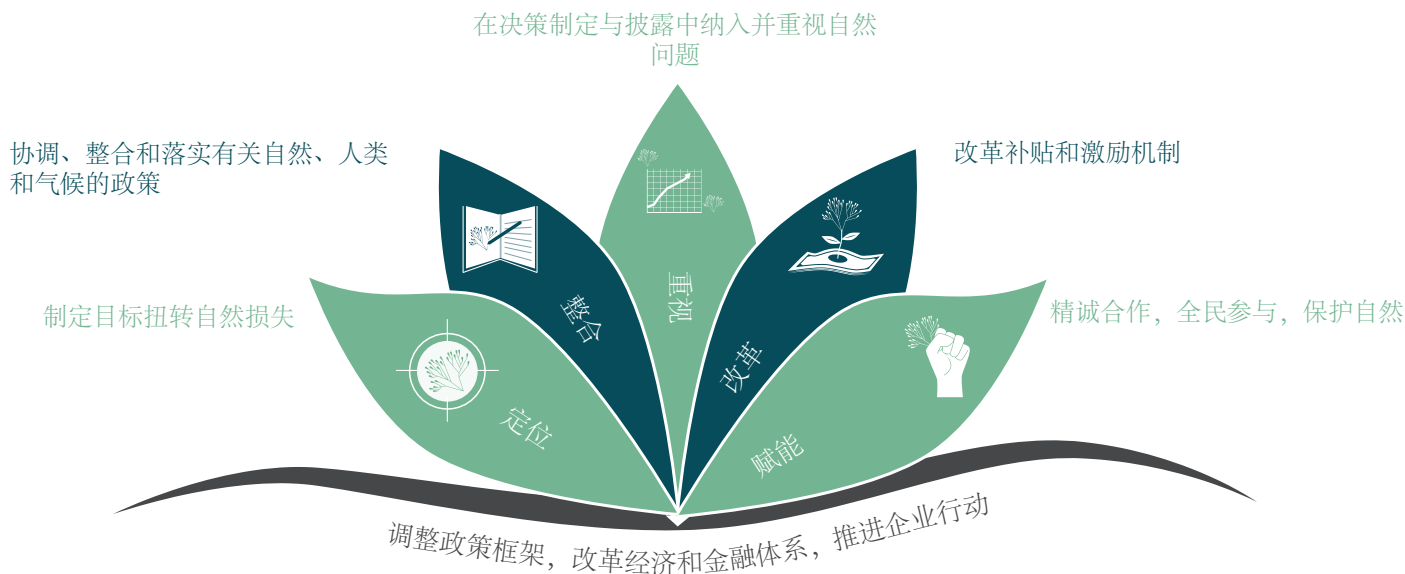 在决策制定与披露中纳入并重视自然
问题
协调、整合和落实有关自然、人类
和气候的政策
改革补贴和激励机制
制定目标扭转自然损失
精诚合作，全民参与，保护自然
重视
整合
改革
定位
赋能
调整政策框架，改革经济和金融体系，推进企业行动